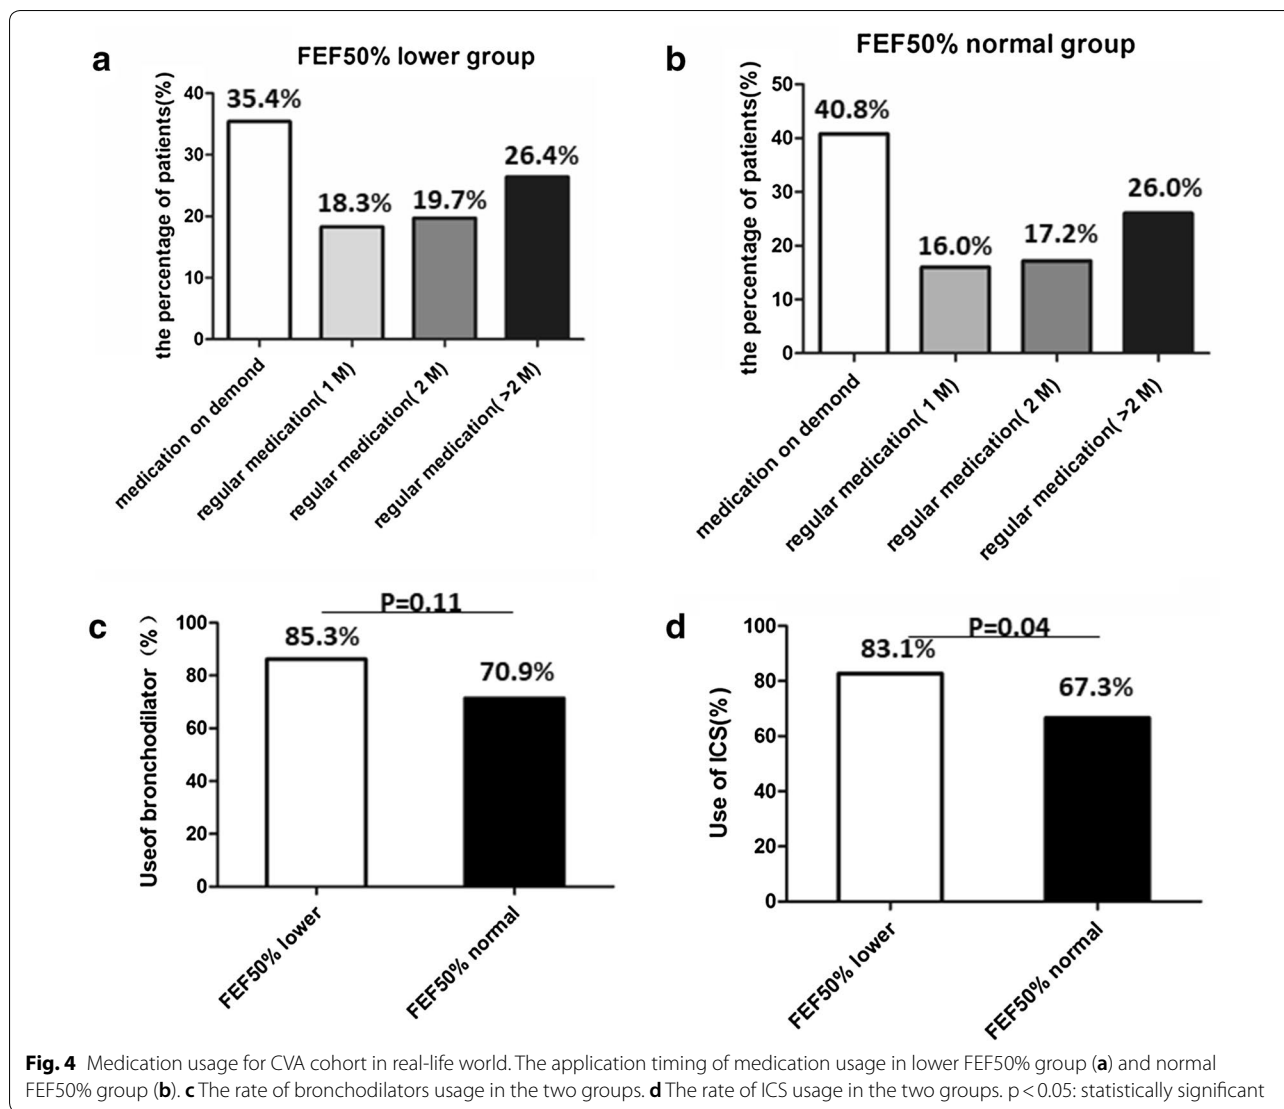 a
FEF50% lower group
the percentage of patients(%)
40
30
20
10
0
35.4%
18.3%
19.7%
26.4%
medication on demond
regular medication( 1 M)
regular medication( 2 M)
regular medication( >2 M)
b
FEF50% normal group
the percentage of patients(%)
50
40
30
20
10
0
40.8%
16.0%
17.2%
26.0%
medication on demond
regular medication( 1 M)
regular medication( 2 M)
regular medication( >2 M)
c
P=0.11
Useof bronchodilator (%)
100
80
60
40
20
0
85.3%
70.9%
FEF50% lower
FEF50% normal
d
P=0.04
Use of ICS(%)
100
80
60
40
20
0
83.1%
67.3%
FEF50% lower
FEF50% normal
Fig. 4 Medication usage for CVA cohort in real-life world. The application timing of medication usage in lower FEF50% group (a) and normal
FEF50% group (b). c The rate of bronchodilators usage in the two groups. d The rate of ICS usage in the two groups. p < 0.05: statistically significant